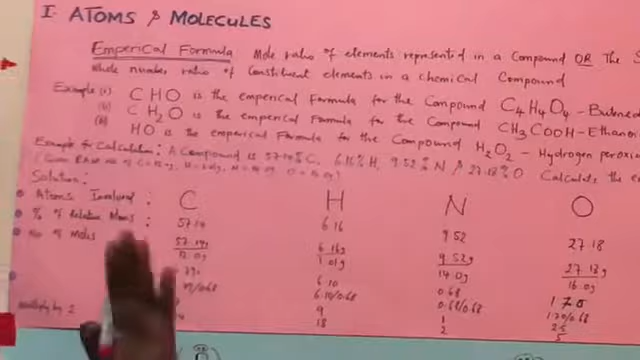 I. ATOMS & MOLECULES
Emperical Formula: Mole ratio of elements represented in a Compound OR The
Whole number ratio of Constituent elements in a chemical Compound
Example (i) CHO is the emperical Formula for the Compound C4H4O4 -
(ii) CH2O is the emperical Formula for the Compound CH3COOH -
HO is the emperical Formula for the Compound H2O2 - Hydrogen
Example for Calculation: A Compound is 57.14% C, 6.16% H, 9.52% N & 27.18% O Calculate the
Solution:
Atoms Involved : C H N O
% of Relative Mass : 57.14 6.16 9.52 27.18
No of Moles 57.14g 6.16g 9.52g 27.18g
12.0g 1.01g 14.0g 16.0g
6.10 0.68 1.70
6.10/0.68 0.68/0.68 1.70/0.68
9 1 2.5
Multiply by 2 18 2 5